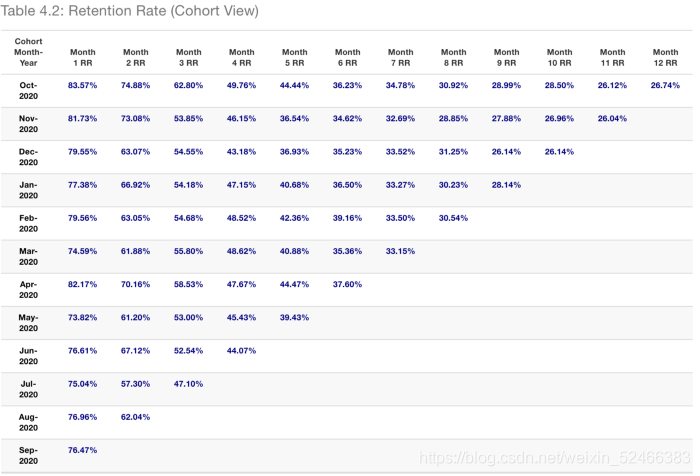 Table 4.2: Retention Rate (Cohort View)
Cohort Month-Year Month 1 RR Month 2 RR Month 3 RR Month 4 RR Month 5 RR Month 6 RR Month 7 RR Month 8 RR Month 9 RR Month 10 RR Month 11 RR Month 12 RR
Oct-2020 83.57% 74.88% 62.80% 49.76% 44.44% 36.23% 34.78% 30.92% 28.99% 28.50% 26.12% 26.74%
Nov-2020 81.73% 73.08% 53.85% 46.15% 36.54% 34.62% 32.69% 28.85% 27.88% 26.96% 26.04%
Dec-2020 79.55% 63.07% 54.55% 43.18% 36.93% 35.23% 33.52% 31.25% 26.14% 26.14%
Jan-2020 77.38% 66.92% 54.18% 47.15% 40.68% 36.50% 33.27% 30.23% 28.14%
Feb-2020 79.56% 63.05% 54.68% 48.52% 42.36% 39.16% 33.50% 30.54%
Mar-2020 74.59% 61.88% 55.80% 48.62% 40.88% 35.36% 33.15%
Apr-2020 82.17% 70.16% 58.53% 47.67% 44.47% 37.60%
May-2020 73.82% 61.20% 53.00% 45.43% 39.43%
Jun-2020 76.61% 67.12% 52.54% 44.07%
Jul-2020 75.04% 57.30% 47.10%
Aug-2020 76.96% 62.04%
Sep-2020 76.47%
https://blog.csdn.net/weixin_52466383